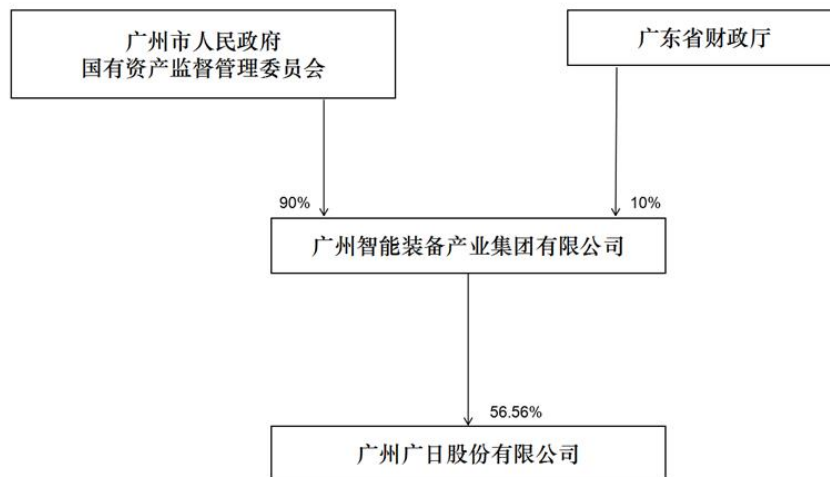 广州市人民政府
国有资产监督管理委员会
广东省财政厅
90%
10%
广州智能装备产业集团有限公司
56.56%
广州广日股份有限公司